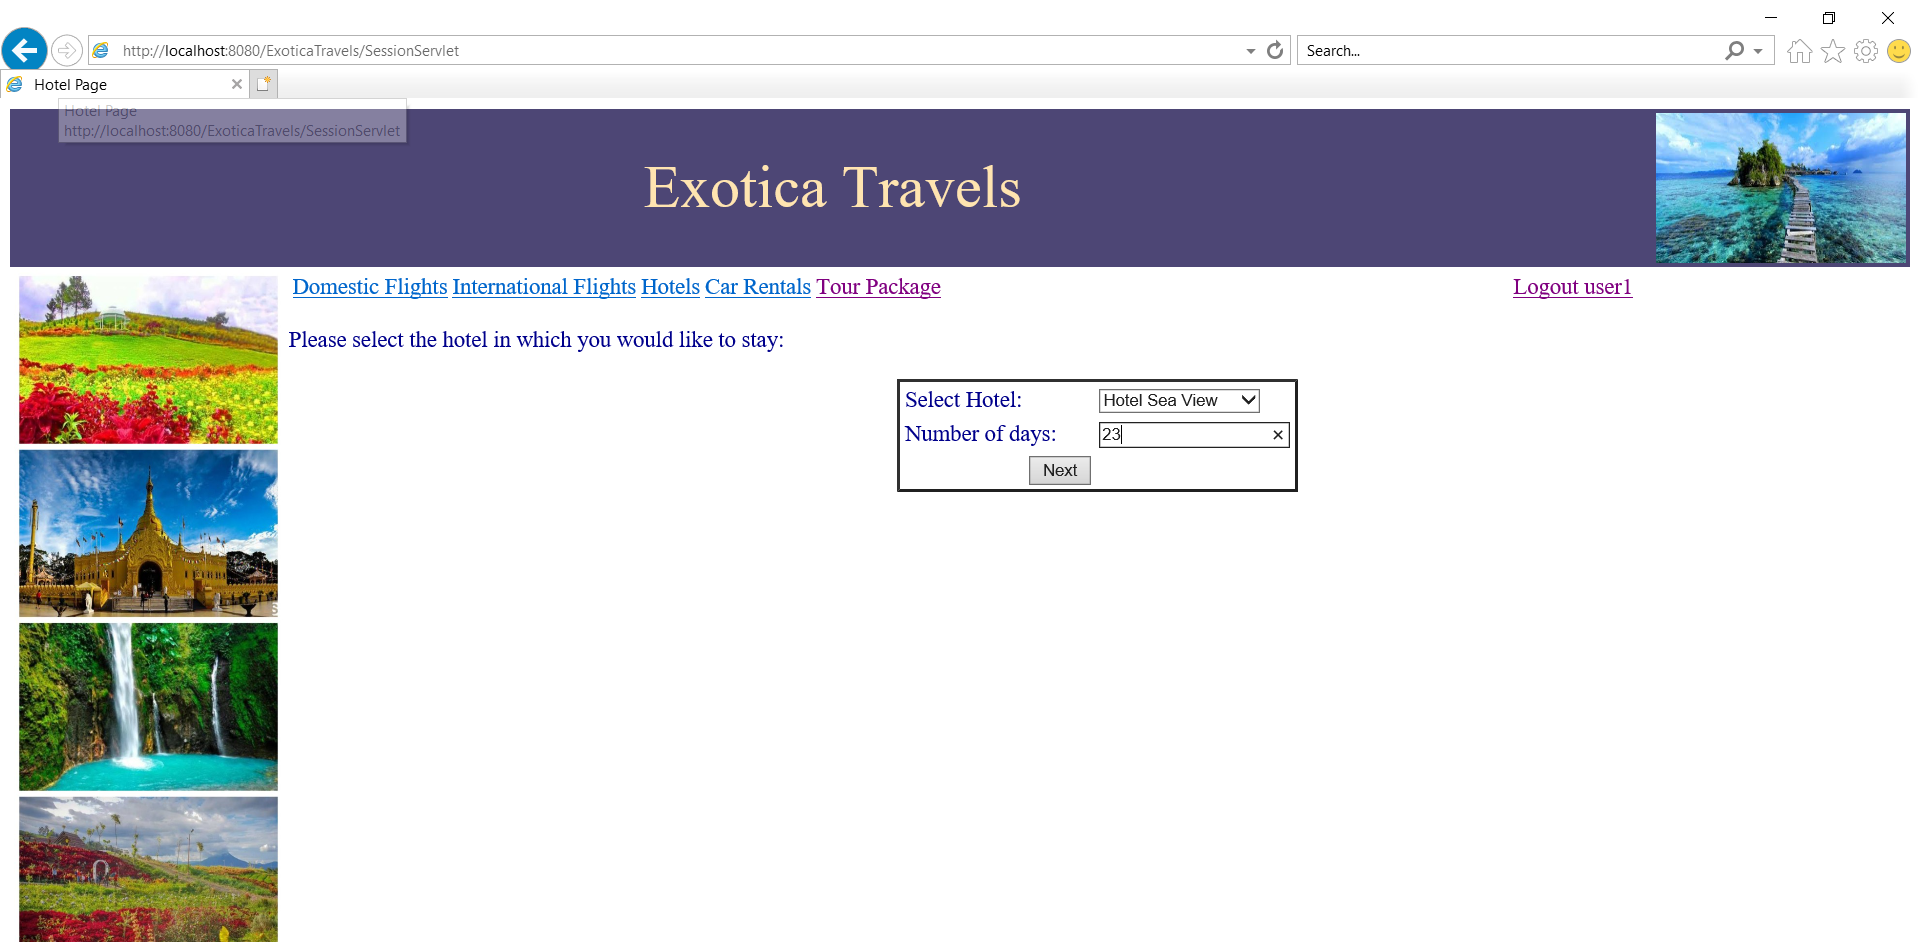 http://localhost:8080/ExoticaTravels/SessionServlet
Search...
Hotel Page
Hotel Page
http://localhost:8080/ExoticaTravels/SessionServlet
Exotica Travels
Domestic Flights International Flights Hotels Car Rentals Tour Package Logout user1
Please select the hotel in which you would like to stay:
Select Hotel: Hotel Sea View
Number of days: 23
Next